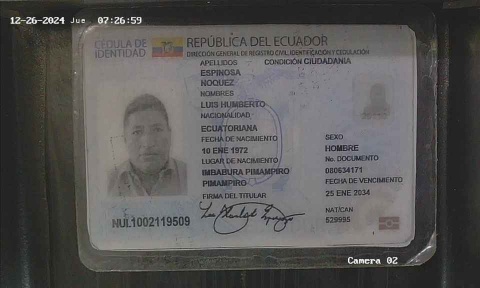 12-26-2024 Jue 07:26:59
CÉDULA DE IDENTIDAD
REPÚBLICA DEL ECUADOR
DIRECCIÓN GENERAL DE REGISTRO CIVIL, IDENTIFICACIÓN Y CEDULACIÓN
APELLIDOS
CONDICIÓN CIUDADANÍA
ESPINOSA
NOQUEZ
NOMBRES
LUIS HUMBERTO
NACIONALIDAD
ECUATORIANA
FECHA DE NACIMIENTO
10 ENE 1972
LUGAR DE NACIMIENTO
IMBABURA PIMAMPIRO
PIMAMPIRO
FIRMA DEL TITULAR
SEXO
HOMBRE
No. DOCUMENTO
080634171
FECHA DE VENCIMIENTO
25 ENE 2034
NAT/CAN
529995
NUI.1002119509
Camera 02